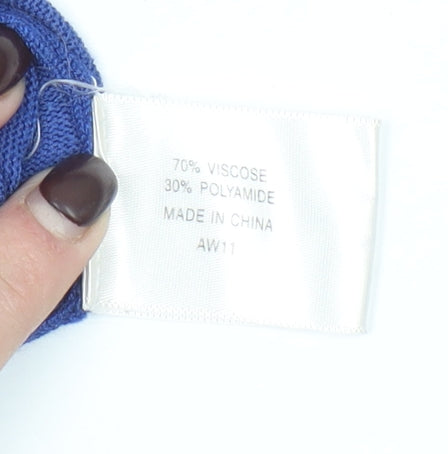 70% VISCOSE
30% POLYAMIDE
MADE IN CHINA
AW11